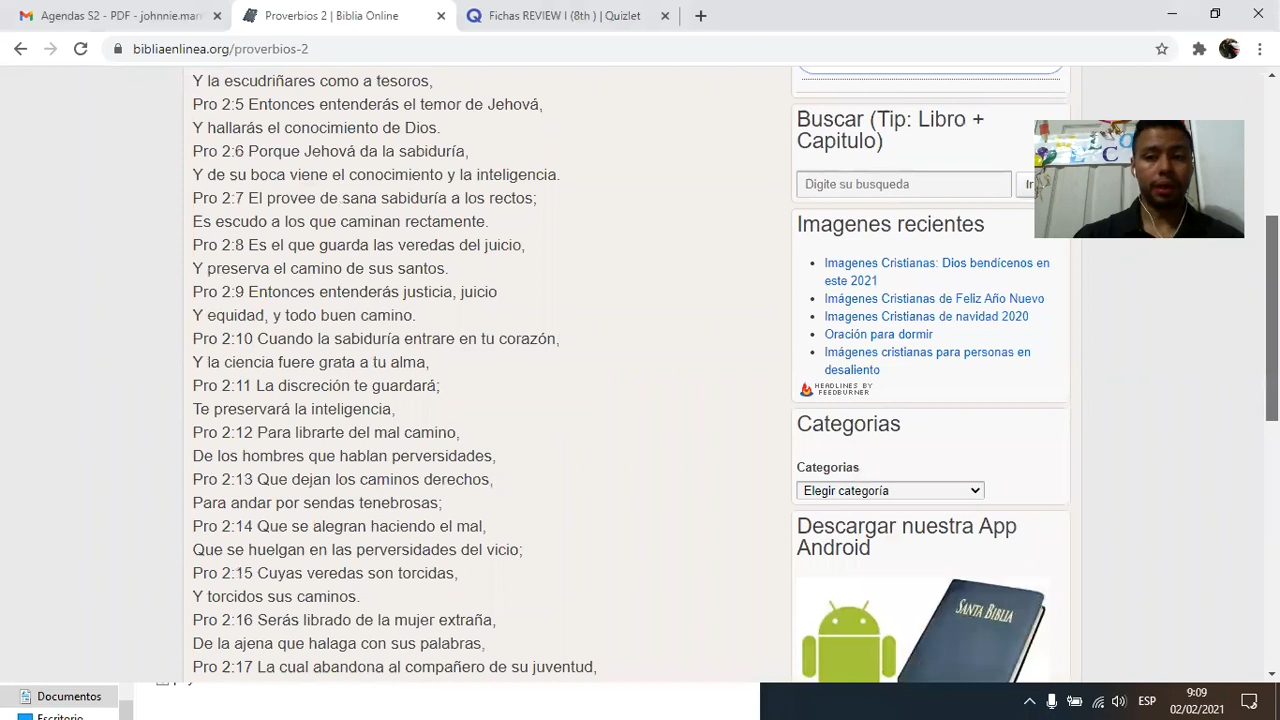 Agendas S2 - PDF - johnnie.mar
Proverbios 2 | Biblia Online
Fichas REVIEW I (8th ) | Quizlet
bibliaenlinea.org/proverbios-2
Y la escudriñares como a tesoros,
Pro 2:5 Entonces entenderás el temor de Jehová,
Y hallarás el conocimiento de Dios.
Pro 2:6 Porque Jehová da la sabiduría,
Y de su boca viene el conocimiento y la inteligencia.
Pro 2:7 El provee de sana sabiduría a los rectos;
Es escudo a los que caminan rectamente.
Pro 2:8 Es el que guarda las veredas del juicio,
Y preserva el camino de sus santos.
Pro 2:9 Entonces entenderás justicia, juicio
Y equidad, y todo buen camino.
Pro 2:10 Cuando la sabiduría entrare en tu corazón,
Y la ciencia fuere grata a tu alma,
Pro 2:11 La discreción te guardará;
Te preservará la inteligencia,
Pro 2:12 Para librarte del mal camino,
De los hombres que hablan perversidades,
Pro 2:13 Que dejan los caminos derechos,
Para andar por sendas tenebrosas;
Pro 2:14 Que se alegran haciendo el mal,
Que se huelgan en las perversidades del vicio;
Pro 2:15 Cuyas veredas son torcidas,
Y torcidos sus caminos.
Pro 2:16 Serás librado de la mujer extraña,
De la ajena que halaga con sus palabras,
Pro 2:17 La cual abandona al compañero de su juventud,
Buscar (Tip: Libro +
Capitulo)
Digite su busqueda
Ir
Imagenes recientes
Imagenes Cristianas: Dios bendícenos en
este 2021
Imágenes Cristianas de Feliz Año Nuevo
Imagenes Cristianas de navidad 2020
Oración para dormir
Imágenes cristianas para personas en
desaliento
HEADLINES BY
FEEDBURNER
Categorias
Categorias
Elegir categoría
Descargar nuestra App
Android
SANTA BIBLIA
Documentos
Escritorio
ESP
9:09
02/02/2021